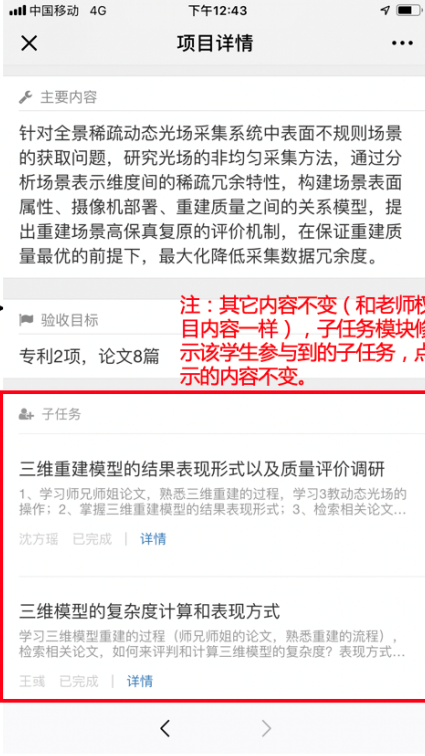 中国移动 4G 下午12:43
项目详情
主要内容
针对全景稀疏动态光场采集系统中表面不规则场景
的获取问题，研究光场的非均匀采集方法，通过分
析场景表示维度间的稀疏冗余特性，构建场景表面
属性、摄像机部署、重建质量之间的关系模型，提
出重建场景高保真复原的评价机制，在保证重建质
量最优的前提下，最大化降低采集数据冗余度。
注：其它内容不变（和老师权
验收目标
目内容一样），子任务模块修
专利2项，论文8篇
示该学生参与到的子任务，点
示的内容不变。
子任务
三维重建模型的结果表现形式以及质量评价调研
1、学习师兄师姐论文，熟悉三维重建的过程，学习3教动态光场的
操作；2、掌握三维重建模型的结果表现形式；3、检索相关论文...
沈方瑶 已完成 | 详情
三维模型的复杂度计算和表现方式
学习三维模型重建的过程（师兄师姐的论文，熟悉重建的流程），
检索相关论文，如何来评判和计算三维模型的复杂度？表现方式...
王彧 已完成 | 详情